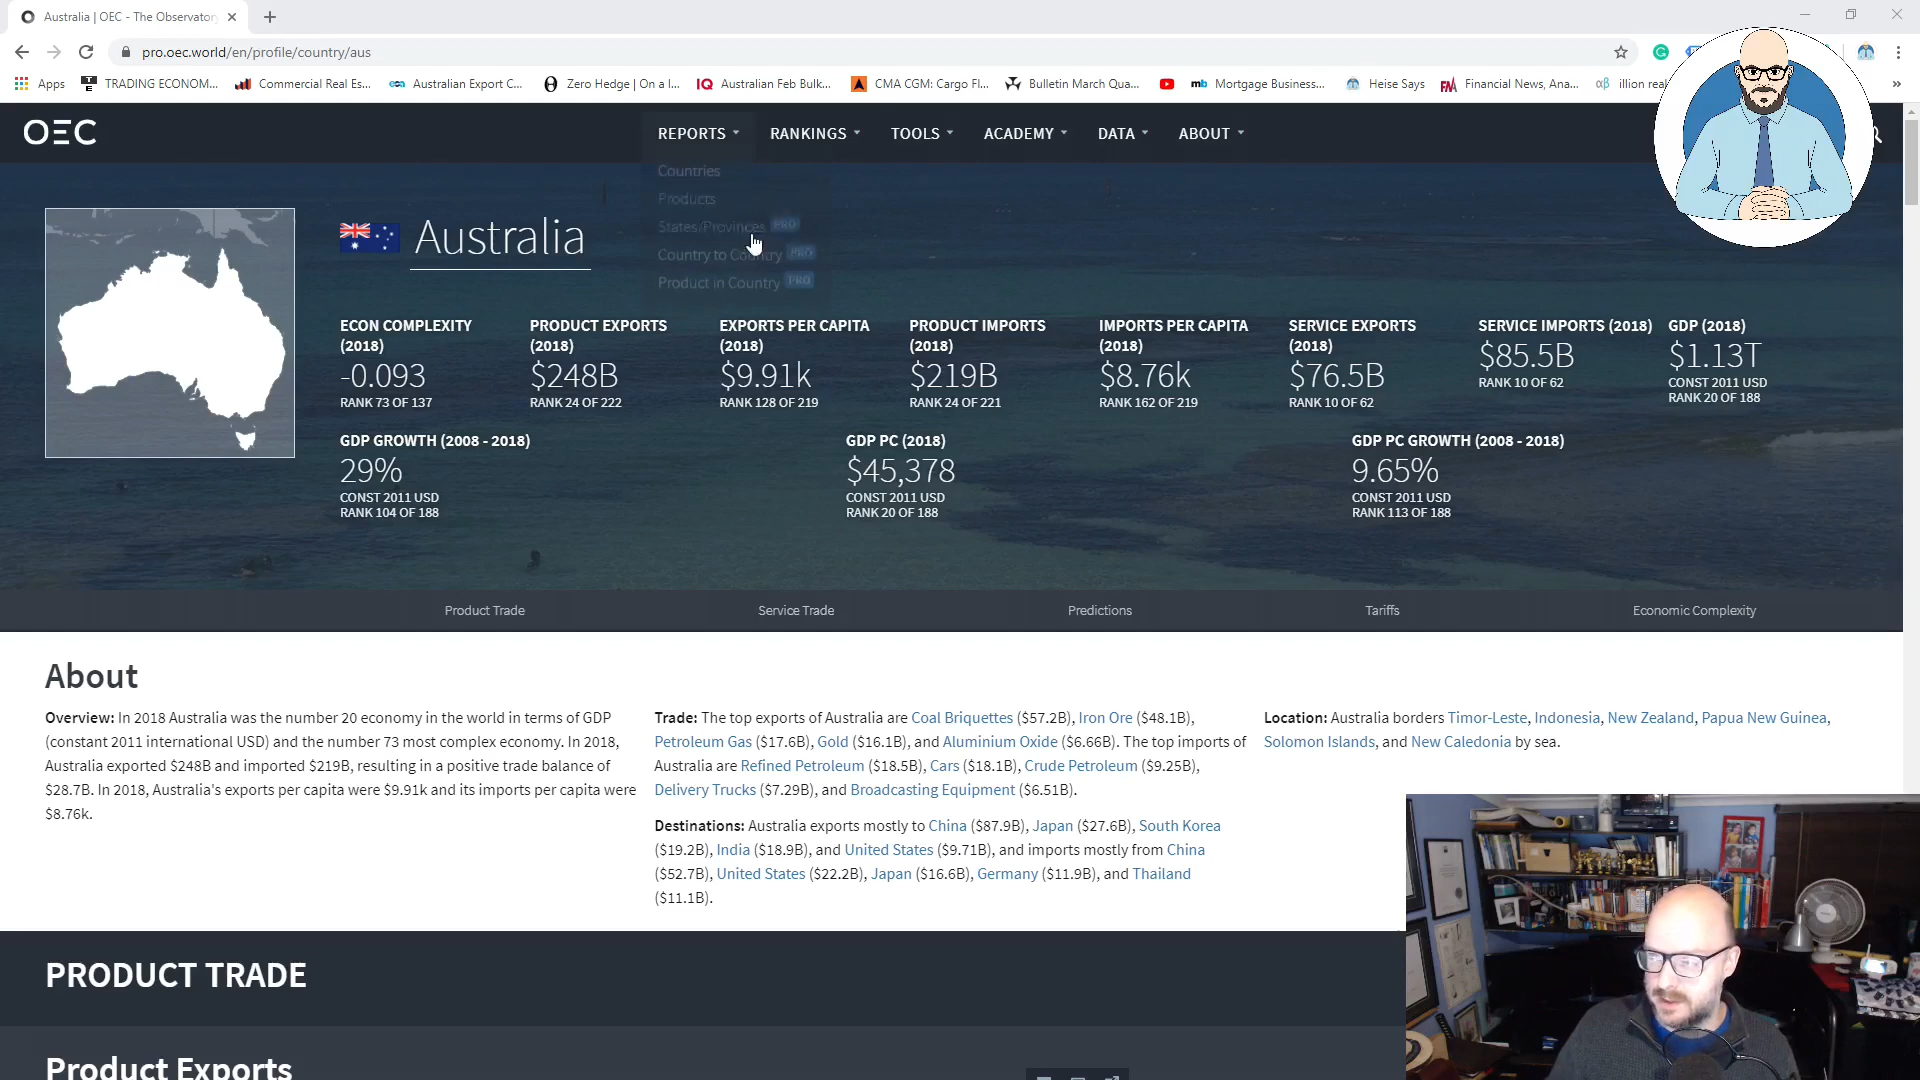 Australia | OEC - The Observatory
pro.oec.world/en/profile/country/aus
Apps TRADING ECONOM... Commercial Real Es... Australian Export C... Zero Hedge | On a l... Australian Feb Bulk... CMA CGM: Cargo Fl... Bulletin March Qua... Mortgage Business... Heise Says Financial News, Ana... illion rea
OEC REPORTS RANKINGS TOOLS ACADEMY DATA ABOUT
Countries
Products
States/Provinces PRO
Country to Country PRO
Product in Country PRO
Australia
ECON COMPLEXITY (2018)
-0.093
RANK 73 OF 137
PRODUCT EXPORTS (2018)
$248B
RANK 24 OF 222
EXPORTS PER CAPITA (2018)
$9.91k
RANK 128 OF 219
PRODUCT IMPORTS (2018)
$219B
RANK 24 OF 221
IMPORTS PER CAPITA (2018)
$8.76k
RANK 162 OF 219
SERVICE EXPORTS (2018)
$76.5B
RANK 10 OF 62
SERVICE IMPORTS (2018)
$85.5B
RANK 10 OF 62
GDP (2018)
$1.13T
CONST 2011 USD
RANK 20 OF 188
GDP GROWTH (2008 - 2018)
29%
CONST 2011 USD
RANK 104 OF 188
GDP PC (2018)
$45,378
CONST 2011 USD
RANK 20 OF 188
GDP PC GROWTH (2008 - 2018)
9.65%
CONST 2011 USD
RANK 113 OF 188
Product Trade Service Trade Predictions Tariffs Economic Complexity
About
Overview: In 2018 Australia was the number 20 economy in the world in terms of GDP
(constant 2011 international USD) and the number 73 most complex economy. In 2018,
Australia exported $248B and imported $219B, resulting in a positive trade balance of
$28.7B. In 2018, Australia's exports per capita were $9.91k and its imports per capita were
$8.76k.
Trade: The top exports of Australia are Coal Briquettes ($57.2B), Iron Ore ($48.1B),
Petroleum Gas ($17.6B), Gold ($16.1B), and Aluminium Oxide ($6.66B). The top imports of
Australia are Refined Petroleum ($18.5B), Cars ($18.1B), Crude Petroleum ($9.25B),
Delivery Trucks ($7.29B), and Broadcasting Equipment ($6.51B).
Destinations: Australia exports mostly to China ($87.9B), Japan ($27.6B), South Korea
($19.2B), India ($18.9B), and United States ($9.71B), and imports mostly from China
($52.7B), United States ($22.2B), Japan ($16.6B), Germany ($11.9B), and Thailand
($11.1B).
Location: Australia borders Timor-Leste, Indonesia, New Zealand, Papua New Guinea,
Solomon Islands, and New Caledonia by sea.
PRODUCT TRADE
Product Exports